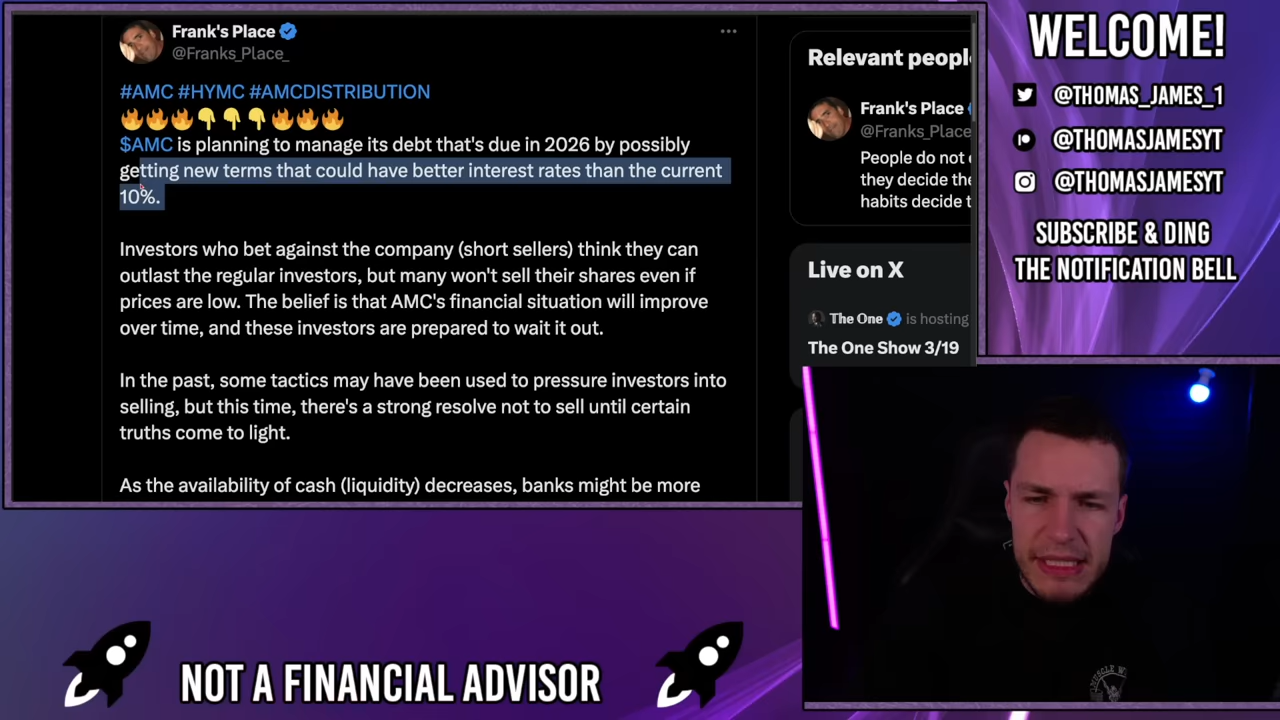 Frank's Place
@Franks_Place_
#AMC #HYMC #AMCDISTRIBUTION
🔥🔥🔥👇👇👇🔥🔥🔥
$AMC is planning to manage its debt that's due in 2026 by possibly
getting new terms that could have better interest rates than the current
10%.
Investors who bet against the company (short sellers) think they can
outlast the regular investors, but many won't sell their shares even if
prices are low. The belief is that AMC's financial situation will improve
over time, and these investors are prepared to wait it out.
In the past, some tactics may have been used to pressure investors into
selling, but this time, there's a strong resolve not to sell until certain
truths come to light.
As the availability of cash (liquidity) decreases, banks might be more
Relevant peopl
Frank's Place
@Franks_Place_
People do not
they decide the
habits decide t
Live on X
The One is hosting
The One Show 3/19
WELCOME!
@THOMAS_JAMES_1
@THOMASJAMESYT
@THOMASJAMESYT
SUBSCRIBE & DING
THE NOTIFICATION BELL
NOT A FINANCIAL ADVISOR